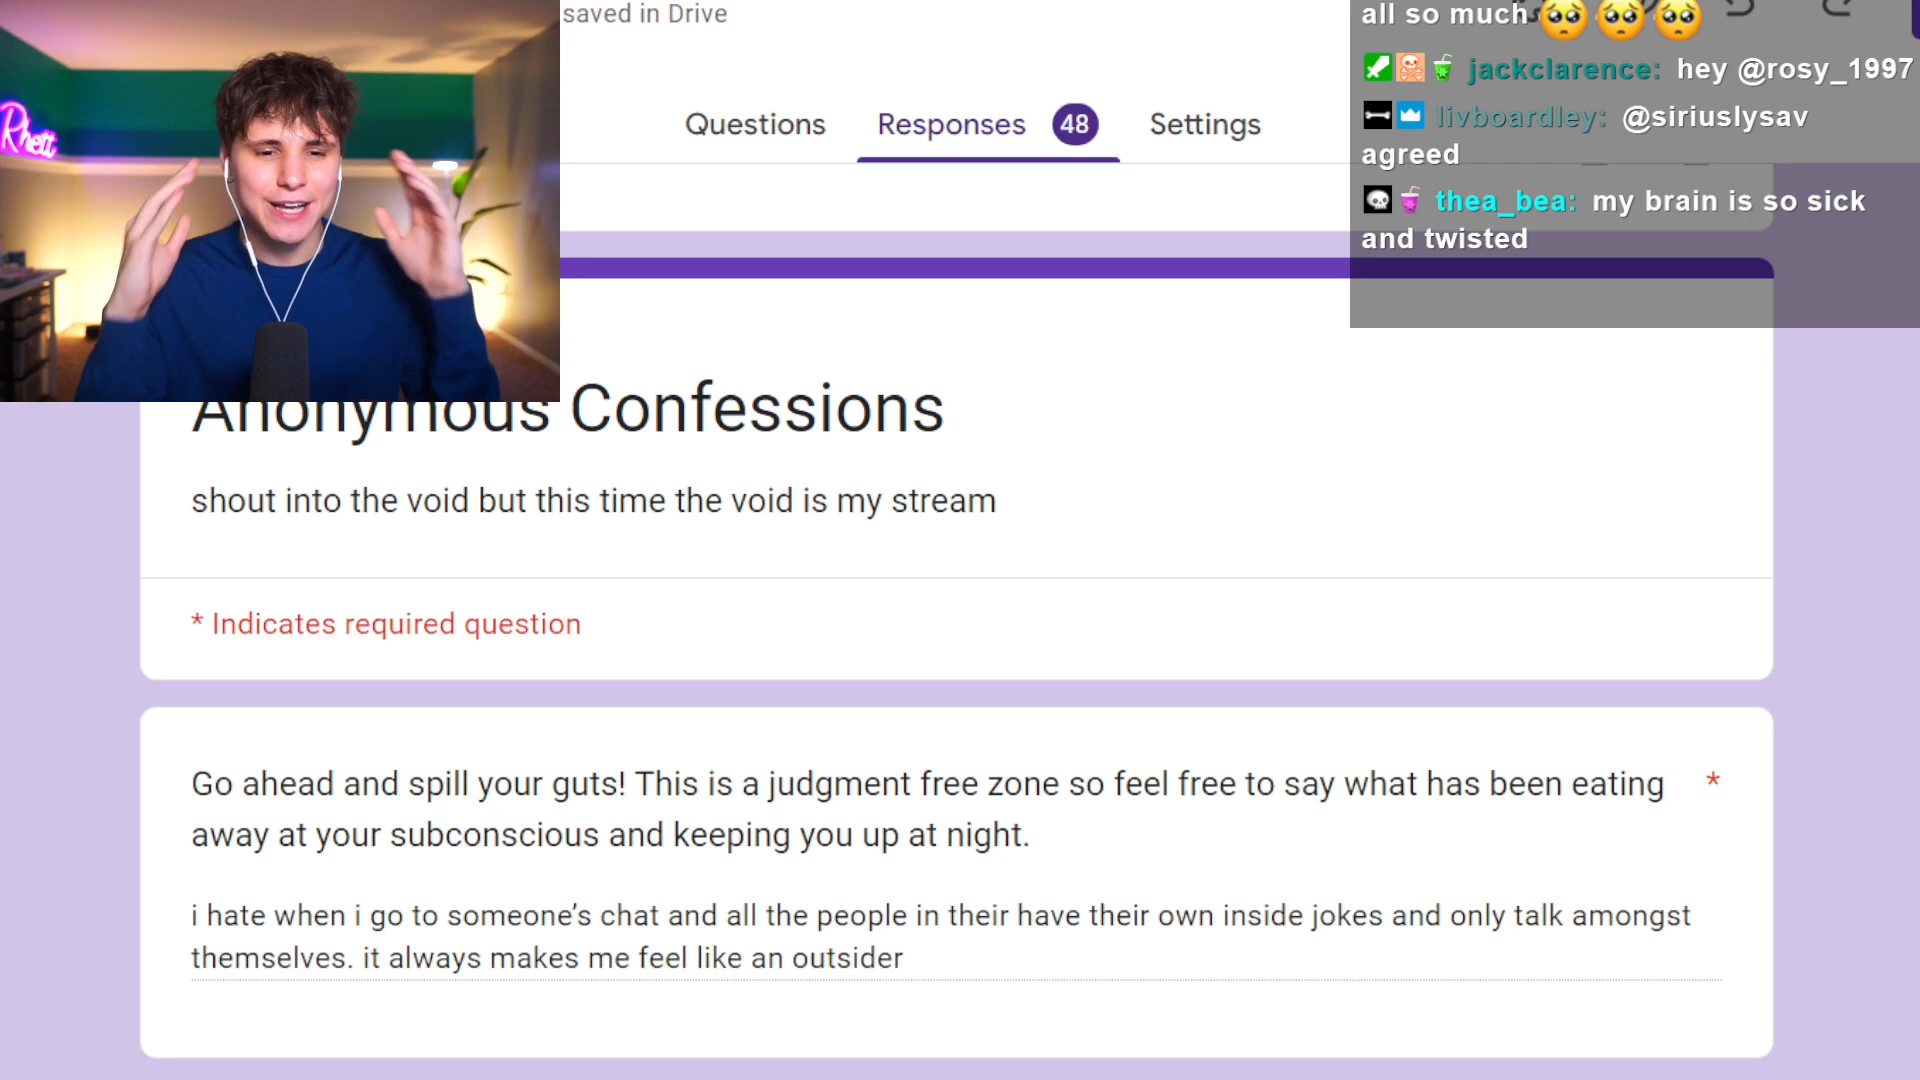 saved in Drive
Questions
Responses
48
Settings
all so much
jackclarence: hey @rosy_1997
livboardley: @siriuslysav
agreed
thea_bea: my brain is so sick
and twisted
Rhett
Anonymous Confessions
shout into the void but this time the void is my stream
* Indicates required question
Go ahead and spill your guts! This is a judgment free zone so feel free to say what has been eating *
away at your subconscious and keeping you up at night.
i hate when i go to someone’s chat and all the people in their have their own inside jokes and only talk amongst
themselves. it always makes me feel like an outsider